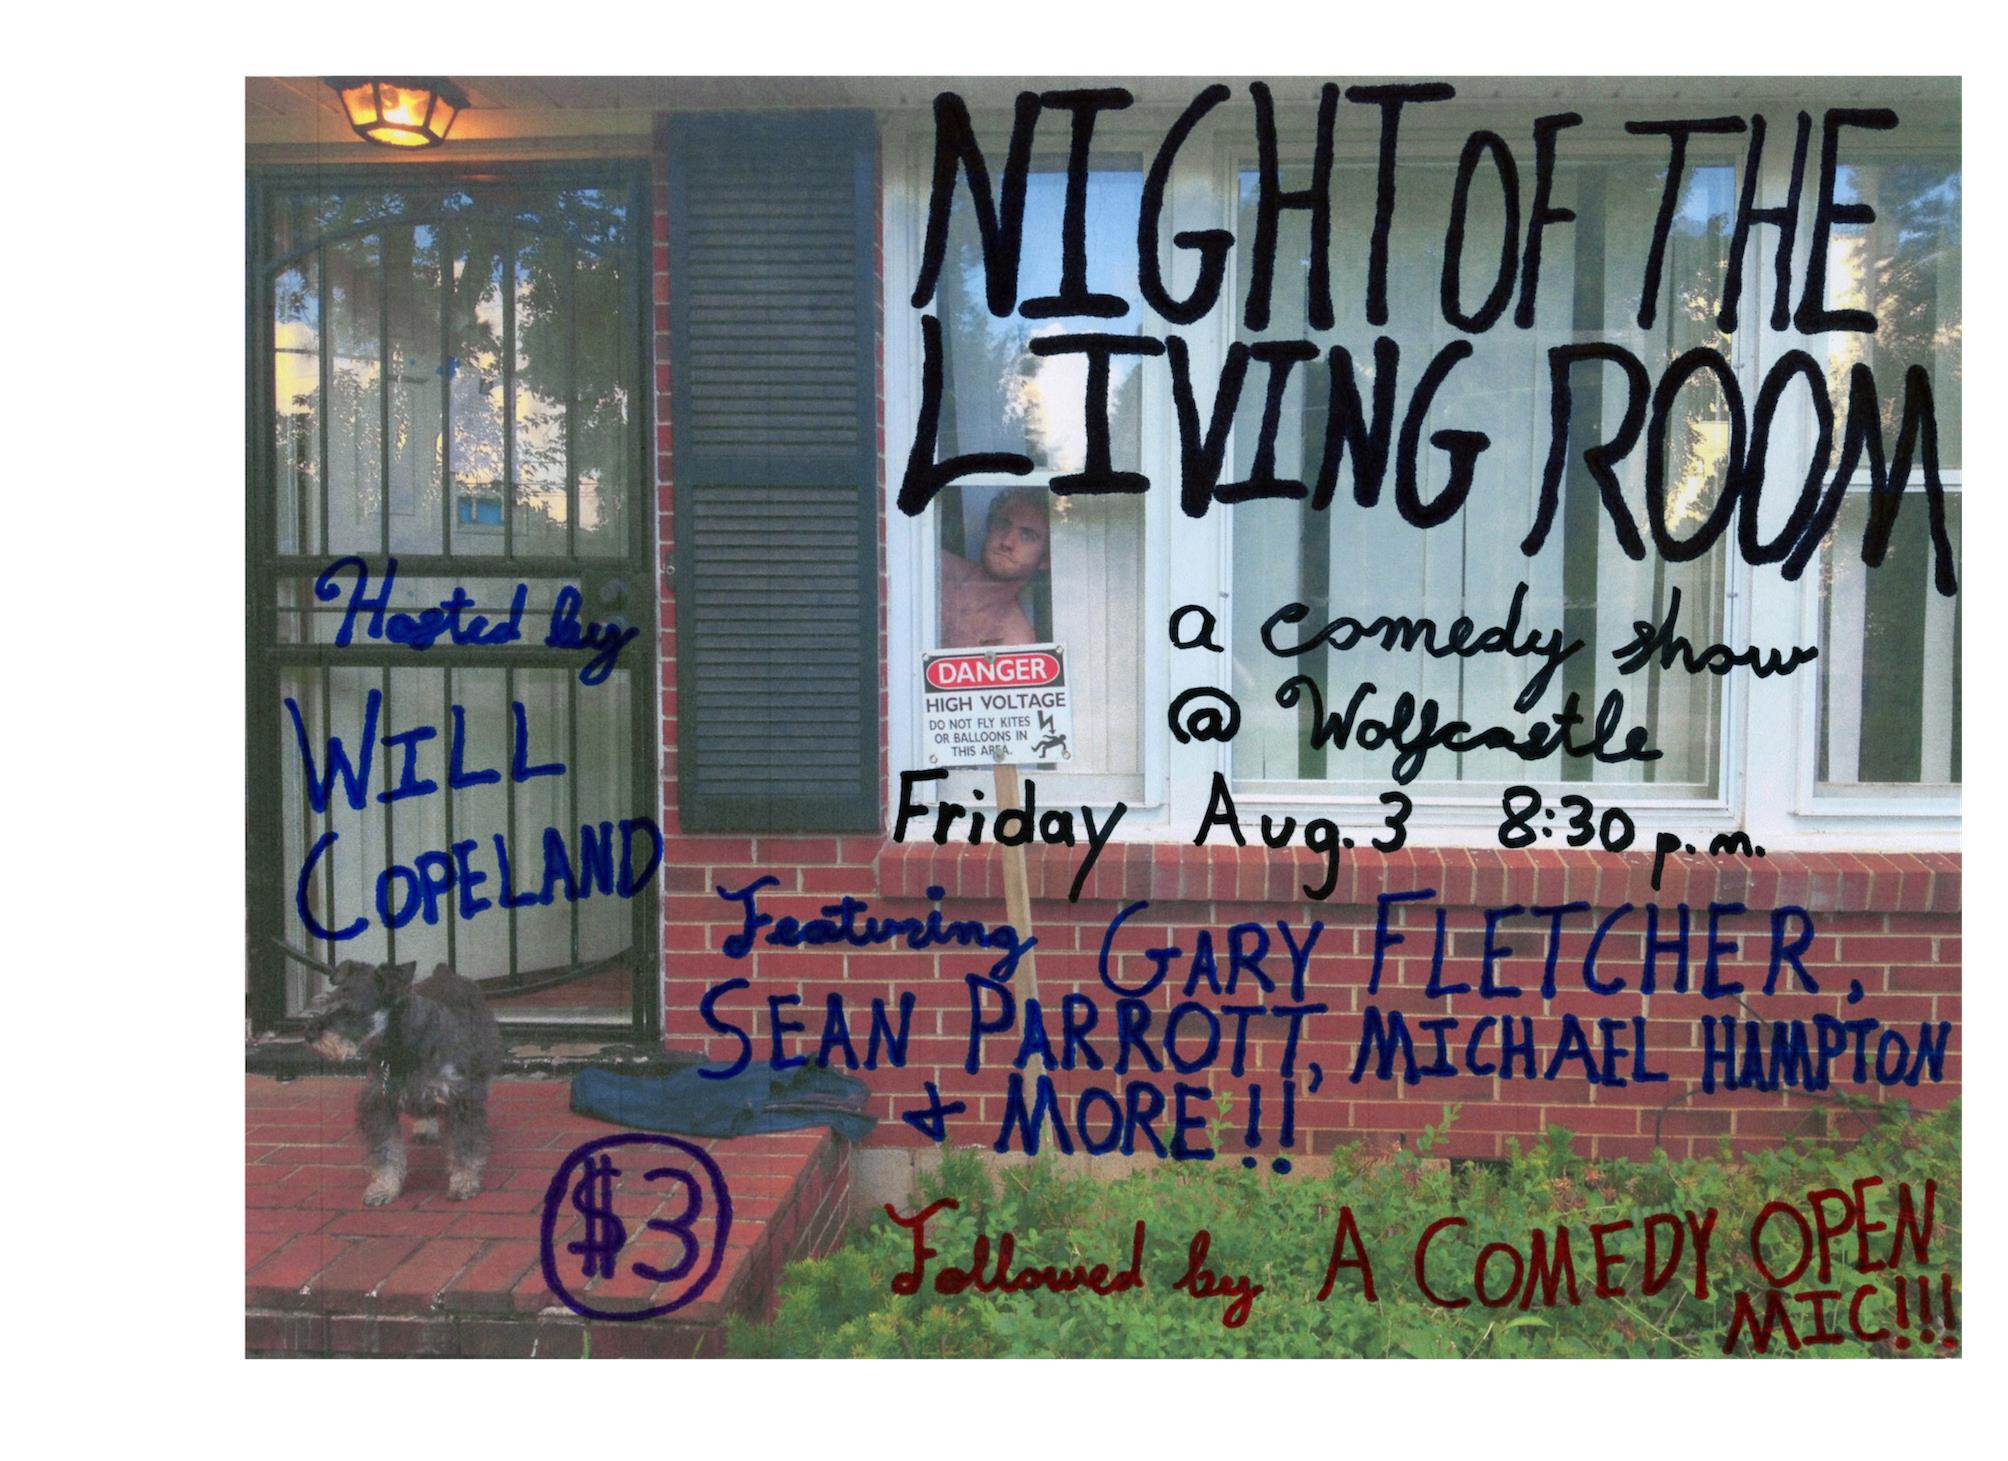 NIGHT OF THE
LIVING ROOM
a comedy show
@ Wolfcastle
Friday Aug. 3 8:30 p.m.
Hosted by
WILL
COPELAND
DANGER
HIGH VOLTAGE
DO NOT FLY KITES
OR BALLOONS IN
THIS AREA.
Featuring GARY FLETCHER,
SEAN PARROTT, MICHAEL HAMPTON
+ MORE!!
$3
Followed by A COMEDY OPEN
MIC!!!